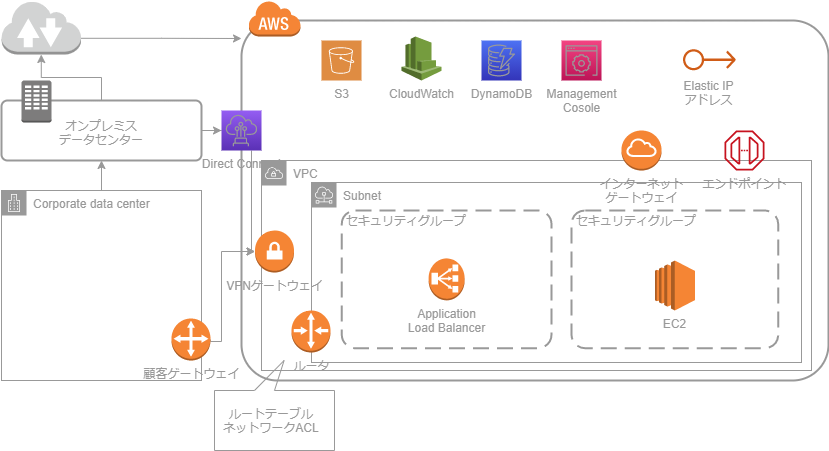 AWS
S3
CloudWatch
DynamoDB
Management
Cosole
Elastic IP
アドレス
オンプレミス
データセンター
Direct Conn
VPC
インターネット
ゲートウェイ
エンドポイント
Corporate data center
Subnet
セキュリティグループ
セキュリティグループ
VPNゲートウェイ
Application
Load Balancer
EC2
顧客ゲートウェイ
ルータ
ルートテーブル
ネットワークACL